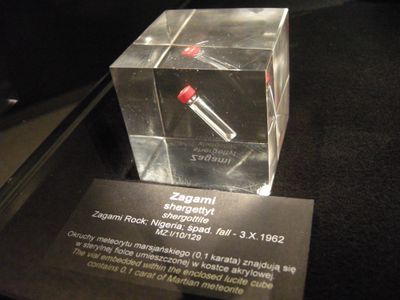 Zagami
shergottyt
Zagami
shergettyt
shergottite
Zagami Rock; Nigeria; spad. fall - 3.X.1962
MZ.I/10/129
Okruchy meteorytu marsjańskiego (0,1 karata) znajdują się
w sterylnej fiolce umieszczonej w kostce akrylowej.
The vial embedded within the enclosed lucite cube
contains 0.1 carat of Martian meteorite